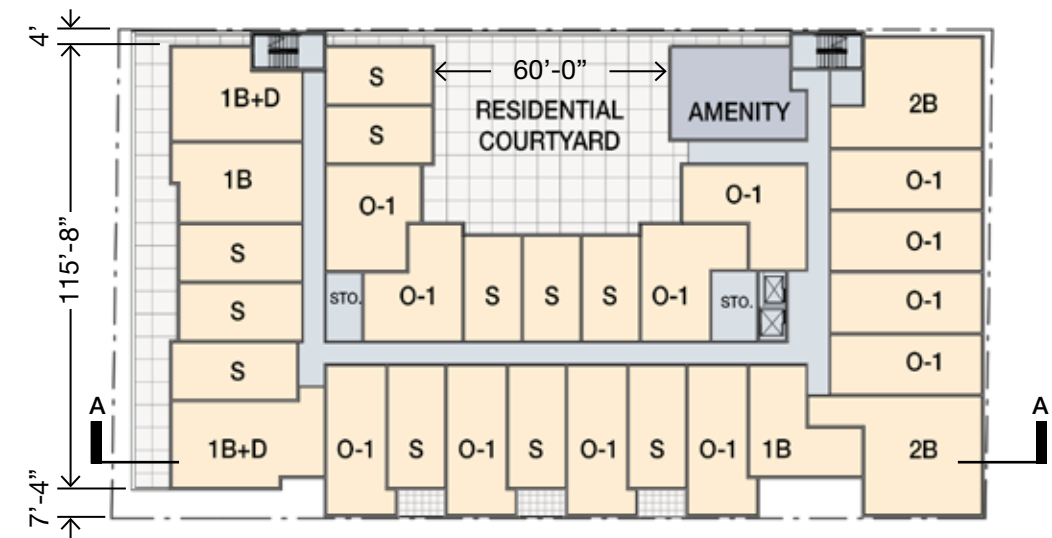 4'
1B+D
S
60’-0”
AMENITY
2B
RESIDENTIAL
COURTYARD
S
1B
O-1
O-1
O-1
115’-8”
S
O-1
STO.
O-1
S
S
S
O-1
STO.
O-1
S
S
O-1
A
A
1B+D
O-1
S
O-1
S
O-1
S
O-1
1B
2B
7’-4”